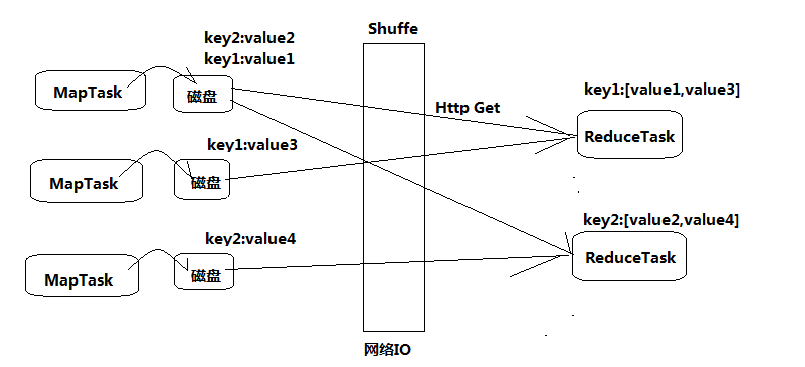 Shuffe
key2:value2
key1:value1
MapTask
磁盘
Http Get
key1:[value1,value3]
ReduceTask
key1:value3
MapTask
磁盘
key2:[value2,value4]
ReduceTask
key2:value4
MapTask
磁盘
网络IO